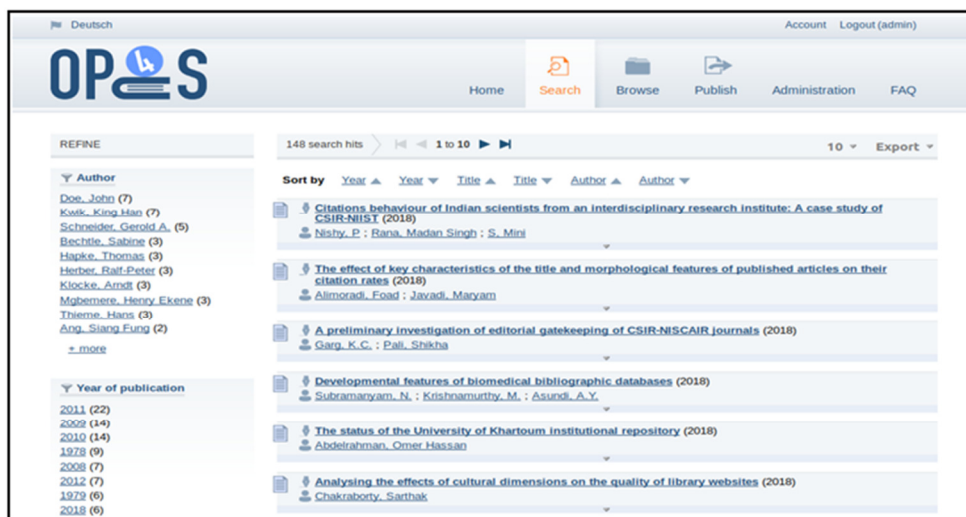 Deutsch
Account Logout (admin)
OPUS 4
Home Search Browse Publish Administration FAQ
REFINE
Author
Doe, John (7)
Kwik, King Han (7)
Schneider, Gerold A. (5)
Bechtle, Sabine (3)
Hapke, Thomas (3)
Herber, Ralf-Peter (3)
Klocke, Arndt (3)
Mgbemere, Henry Ekene (3)
Thieme, Hans (3)
Ang, Siang Fung (2)
+ more
Year of publication
2011 (22)
2009 (14)
2010 (14)
1978 (9)
2008 (7)
2012 (7)
1979 (6)
2018 (6)
148 search hits 1 to 10 10 Export
Sort by Year Year Title Title Author Author
Citations behaviour of Indian scientists from an interdisciplinary research institute: A case study of
CSIR-NIIST (2018)
Nishy, P ; Rana, Madan Singh ; S, Mini
The effect of key characteristics of the title and morphological features of published articles on their
citation rates (2018)
Alimoradi, Foad ; Javadi, Maryam
A preliminary investigation of editorial gatekeeping of CSIR-NISCAIR journals (2018)
Garg, K.C. ; Pali, Shikha
Developmental features of biomedical bibliographic databases (2018)
Subramanyam, N. ; Krishnamurthy, M. ; Asundi, A.Y.
The status of the University of Khartoum institutional repository (2018)
Abdelrahman, Omer Hassan
Analysing the effects of cultural dimensions on the quality of library websites (2018)
Chakraborty, Sarthak